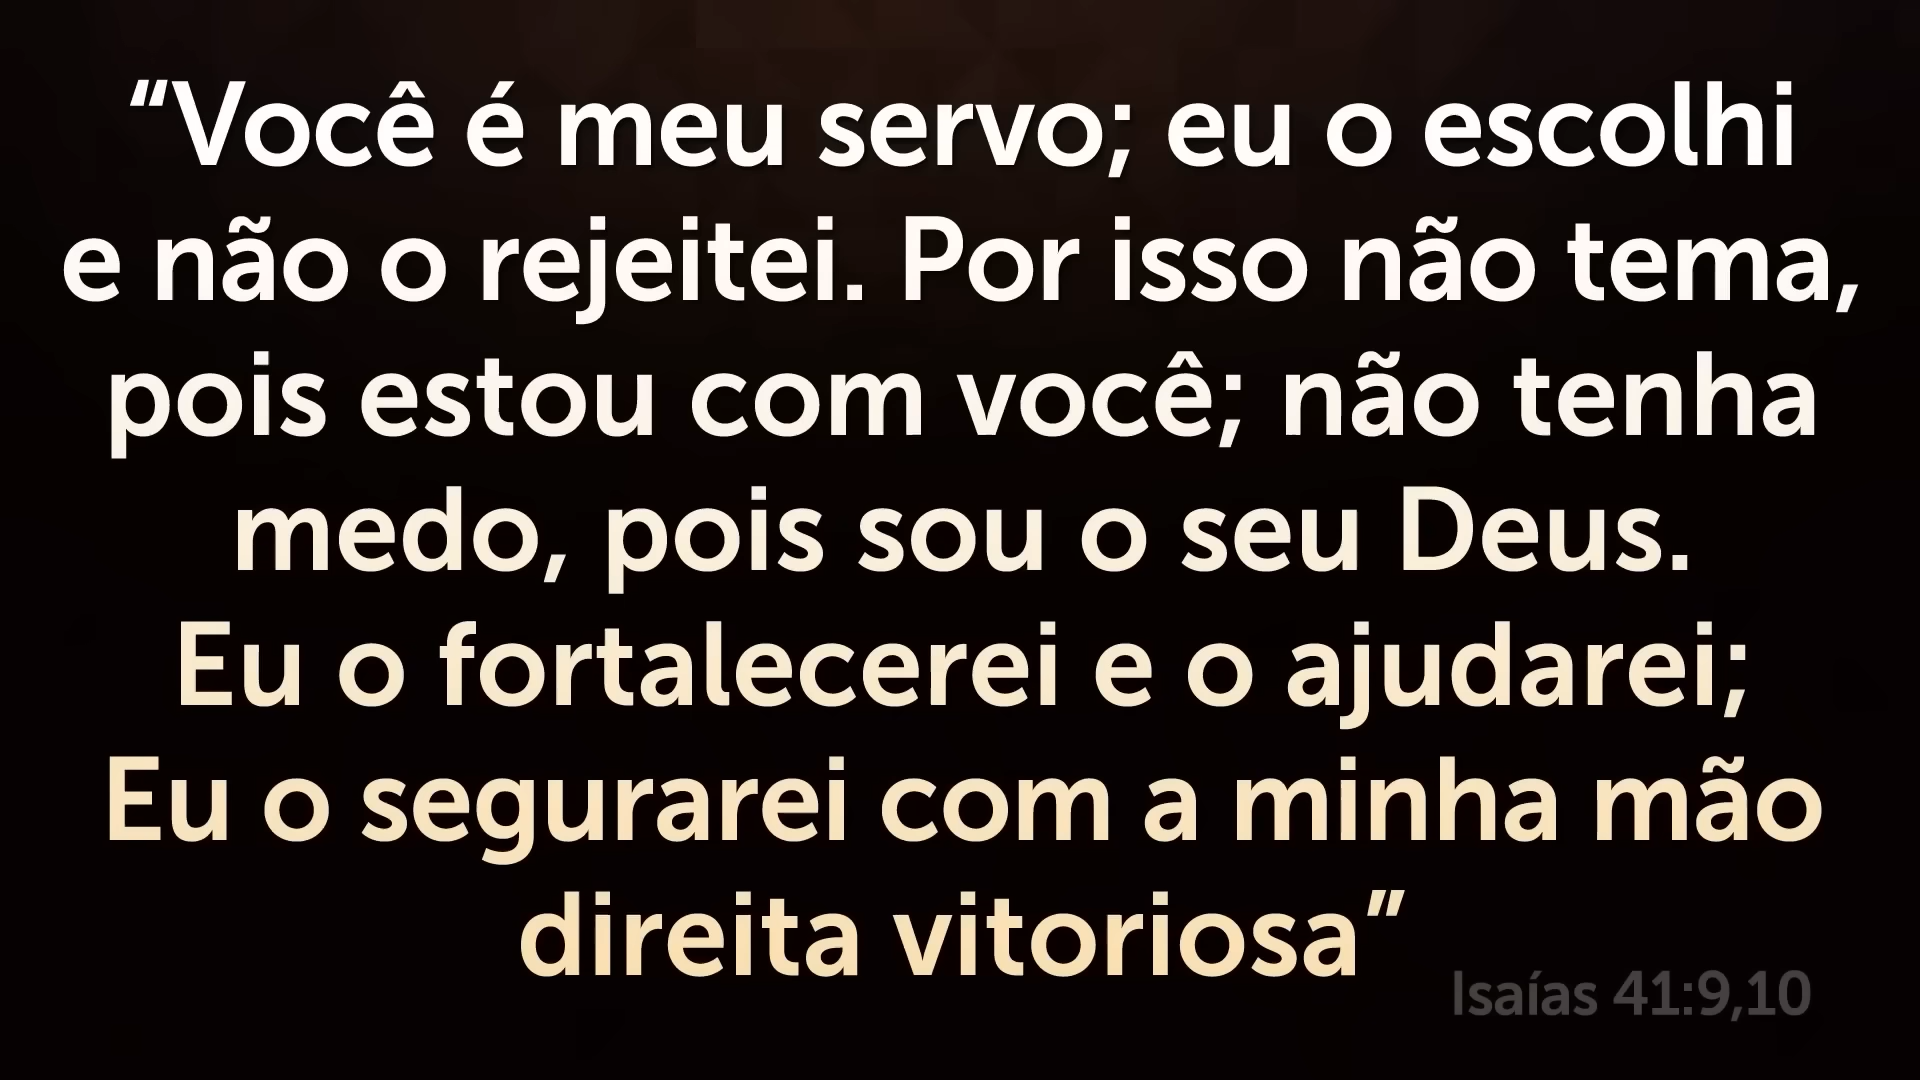 “Você é meu servo; eu o escolhi
e não o rejeitei. Por isso não tema,
pois estou com você; não tenha
medo, pois sou o seu Deus.
Eu o fortalecerei e o ajudarei;
Eu o segurarei com a minha mão
direita vitoriosa”
Isaías 41:9,10